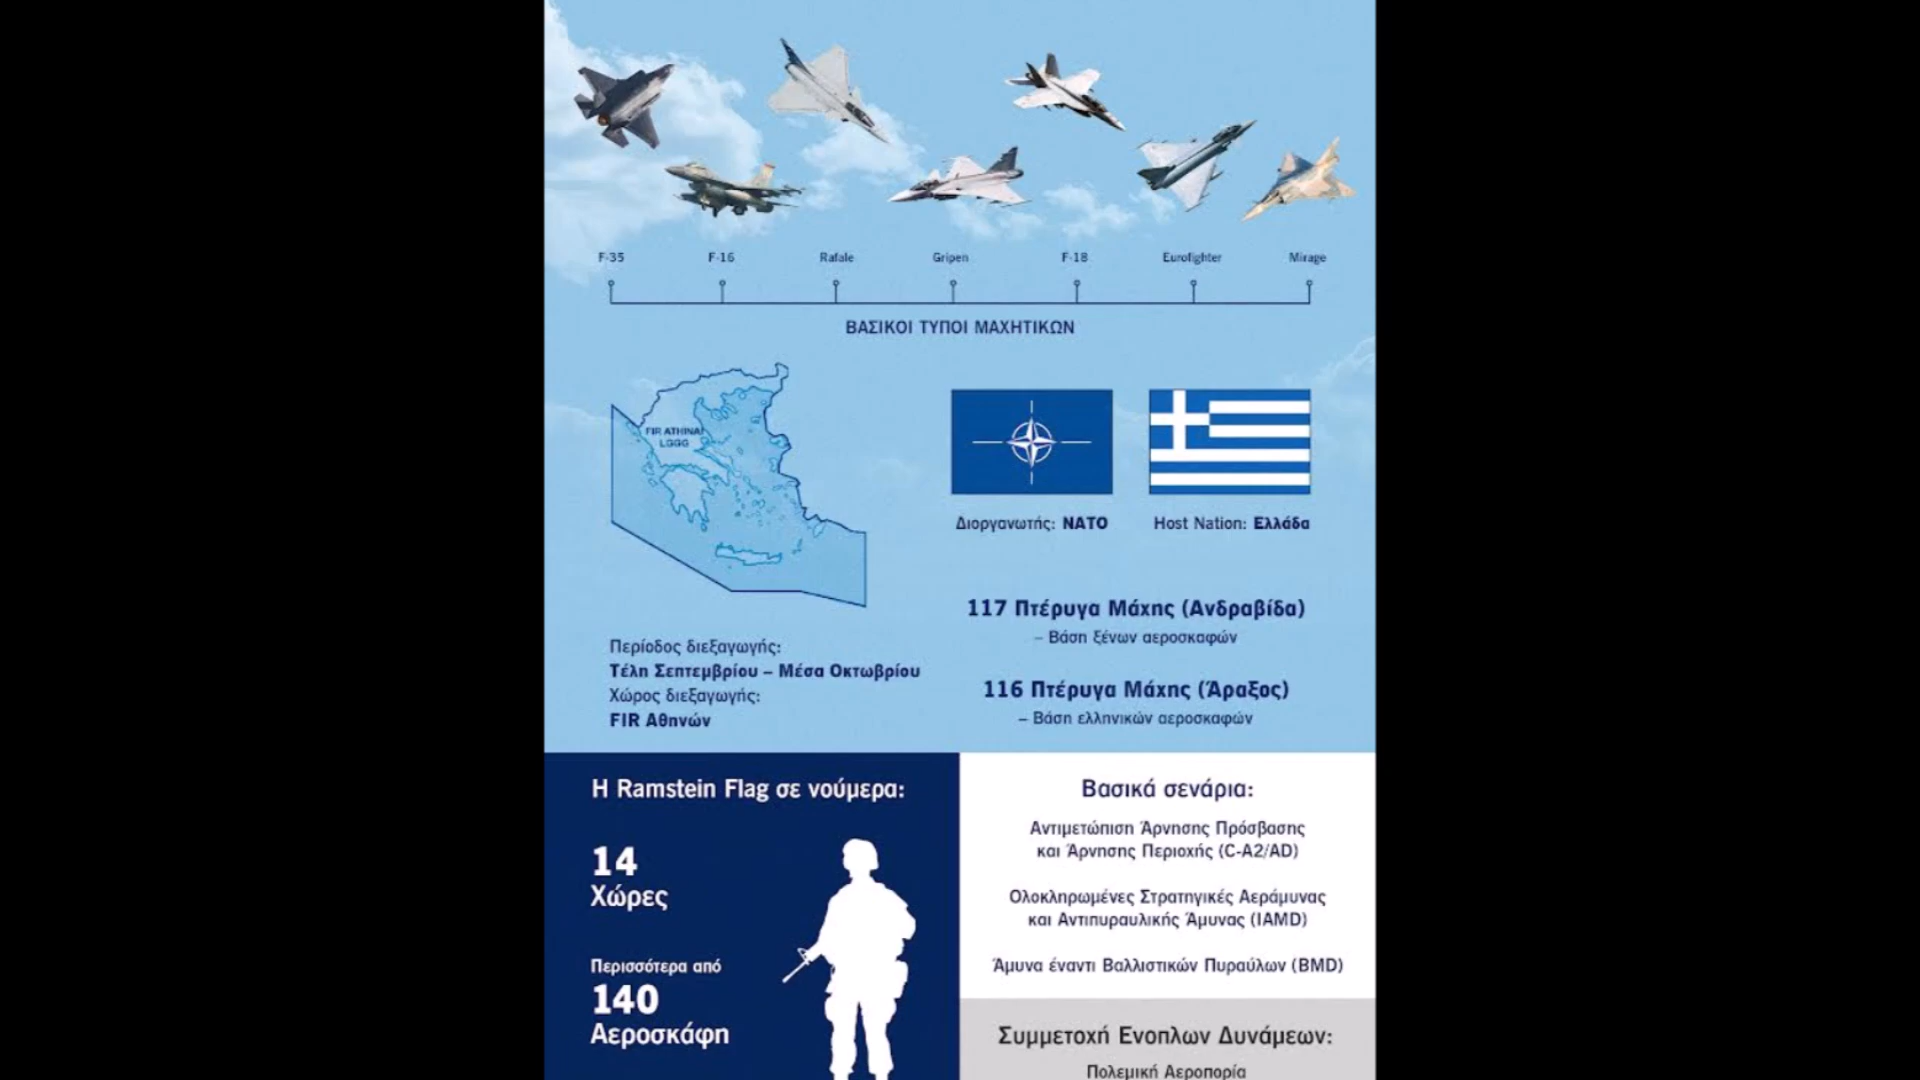 F-35
F-16
Rafale
Gripen
F-18
Eurofighter
Mirage
ΒΑΣΙΚΟΙ ΤΥΠΟΙ ΜΑΧΗΤΙΚΩΝ
FIR ATHINAI
LGGG
Διοργανωτής: ΝΑΤΟ
Host Nation: Ελλάδα
117 Πτέρυγα Μάχης (Ανδραβίδα)
– Βάση ξένων αεροσκαφών
116 Πτέρυγα Μάχης (Άραξος)
– Βάση ελληνικών αεροσκαφών
Περίοδος διεξαγωγής:
Τέλη Σεπτεμβρίου – Μέσα Οκτωβρίου
Χώρος διεξαγωγής:
FIR Αθηνών
Η Ramstein Flag σε νούμερα:
14
Χώρες
Περισσότερα από
140
Αεροσκάφη
Βασικά σενάρια:
Αντιμετώπιση Άρνησης Πρόσβασης
και Άρνησης Περιοχής (C-A2/AD)
Ολοκληρωμένες Στρατηγικές Αεράμυνας
και Αντιπυραυλικής Άμυνας (IAMD)
Άμυνα έναντι Βαλλιστικών Πυραύλων (BMD)
Συμμετοχή Ενοπλων Δυνάμεων:
Πολεμική Αεροπορία